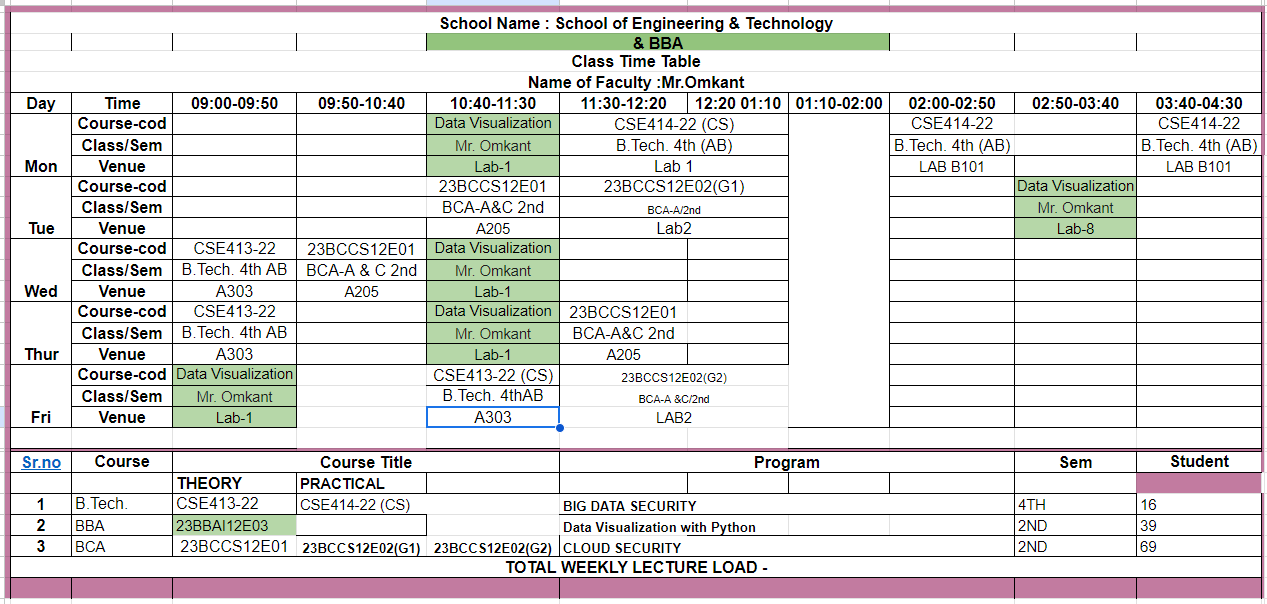 School Name : School of Engineering & Technology
& BBA
Class Time Table
Name of Faculty :Mr.Omkant
Day Time 09:00-09:50 09:50-10:40 10:40-11:30 11:30-12:20 12:20 01:10 01:10-02:00 02:00-02:50 02:50-03:40 03:40-04:30
Course-cod Data Visualization CSE414-22 (CS) CSE414-22 CSE414-22
Class/Sem Mr. Omkant B.Tech. 4th (AB) B.Tech. 4th (AB) B.Tech. 4th (AB)
Mon Venue Lab-1 Lab 1 LAB B101 LAB B101
Course-cod 23BCCS12E01 23BCCS12E02(G1) Data Visualization
Class/Sem BCA-A&C 2nd BCA-A/2nd Mr. Omkant
Tue Venue A205 Lab2 Lab-8
Course-cod CSE413-22 23BCCS12E01 Data Visualization
Class/Sem B.Tech. 4th AB BCA-A & C 2nd Mr. Omkant
Wed Venue A303 A205 Lab-1
Course-cod CSE413-22 Data Visualization 23BCCS12E01
Class/Sem B.Tech. 4th AB Mr. Omkant BCA-A&C 2nd
Thur Venue A303 Lab-1 A205
Course-cod Data Visualization CSE413-22 (CS) 23BCCS12E02(G2)
Class/Sem Mr. Omkant B.Tech. 4thAB BCA-A &C/2nd
Fri Venue Lab-1 A303 LAB2
Sr.no Course Course Title Program Sem Student
THEORY PRACTICAL
1 B.Tech. CSE413-22 CSE414-22 (CS) BIG DATA SECURITY 4TH 16
2 BBA 23BBAI12E03 Data Visualization with Python 2ND 39
3 BCA 23BCCS12E01 23BCCS12E02(G1) 23BCCS12E02(G2) CLOUD SECURITY 2ND 69
TOTAL WEEKLY LECTURE LOAD -